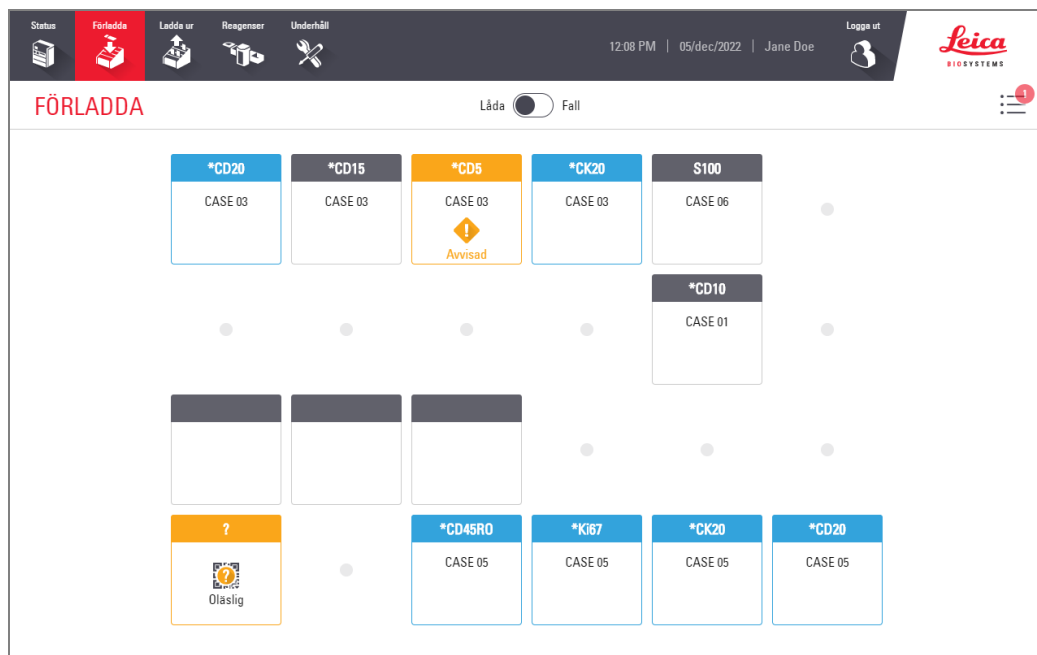 Status Förladda Ladda ur Reagenser Underhåll Logga ut
12:08 PM | 05/dec/2022 | Jane Doe
Leica
BIOSYSTEMS
FÖRLADDA Låda Fall 1
*CD20 *CD15 *CD5 *CK20 S100
CASE 03 CASE 03 CASE 03 CASE 03 CASE 06
!
Avvisad
*CD10
CASE 01
? *CD45RO *Ki67 *CK20 *CD20
CASE 05 CASE 05 CASE 05 CASE 05
?
Oläslig